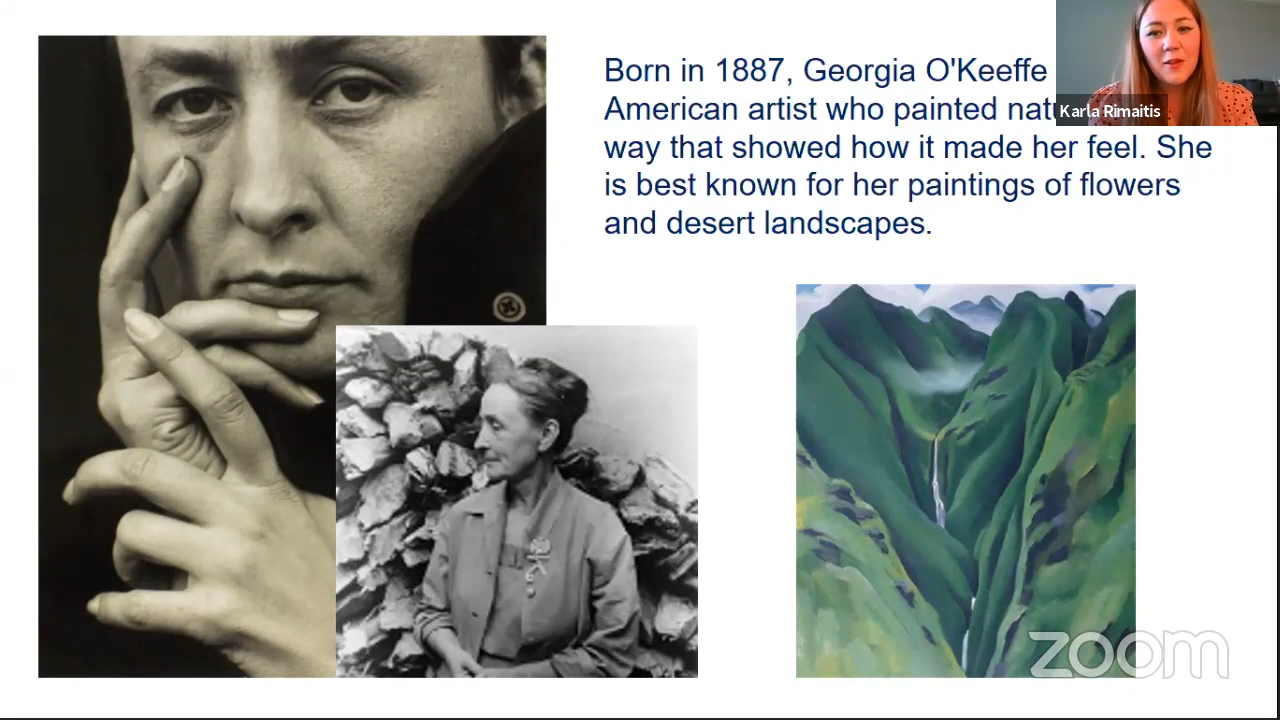 Born in 1887, Georgia O'Keeffe
American artist who painted
way that showed how it made her feel. She
is best known for her paintings of flowers
and desert landscapes.
Karla Rimaitis
zoom